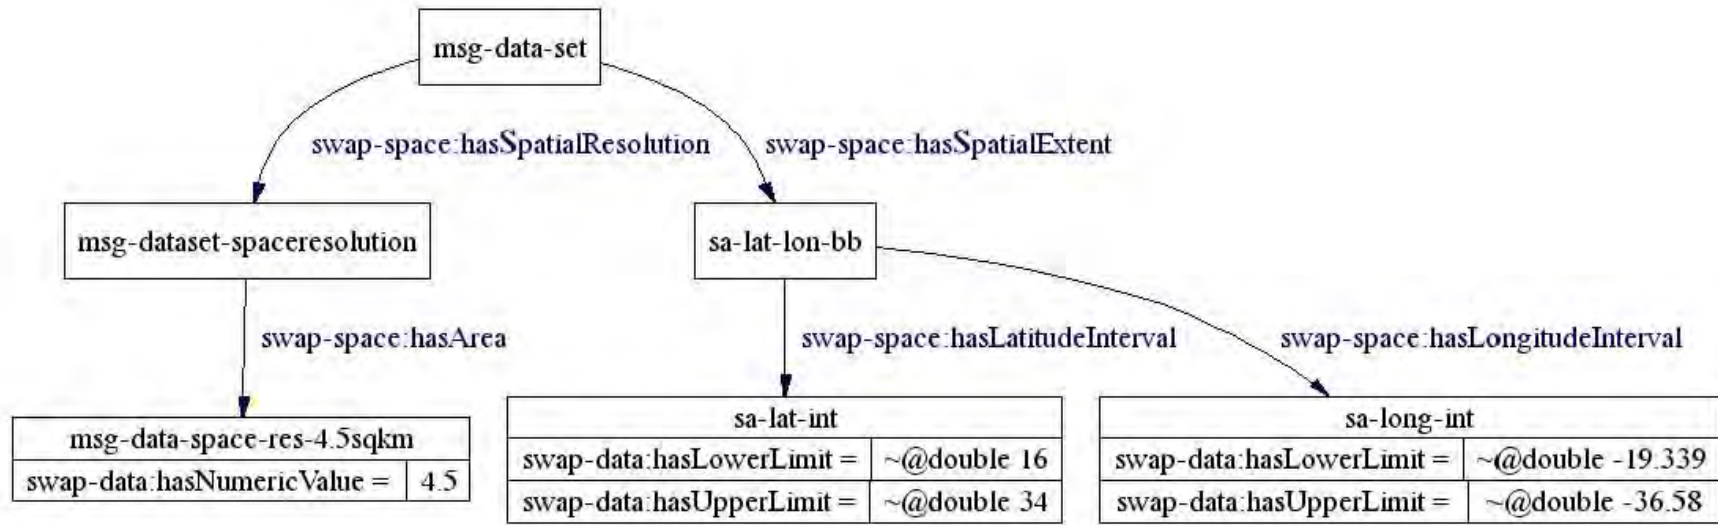 msg-data-set
swap-space:hasSpatialResolution swap-space:hasSpatialExtent
msg-dataset-spaceresolution sa-lat-lon-bb
swap-space:hasArea swap-space:hasLatitudeInterval swap-space:hasLongitudeInterval
msg-data-space-res-4.5sqkm
swap-data:hasNumericValue = 4.5
sa-lat-int
swap-data:hasLowerLimit = ~@double 16
swap-data:hasUpperLimit = ~@double 34
sa-long-int
swap-data:hasLowerLimit = ~@double -19.339
swap-data:hasUpperLimit = ~@double -36.58